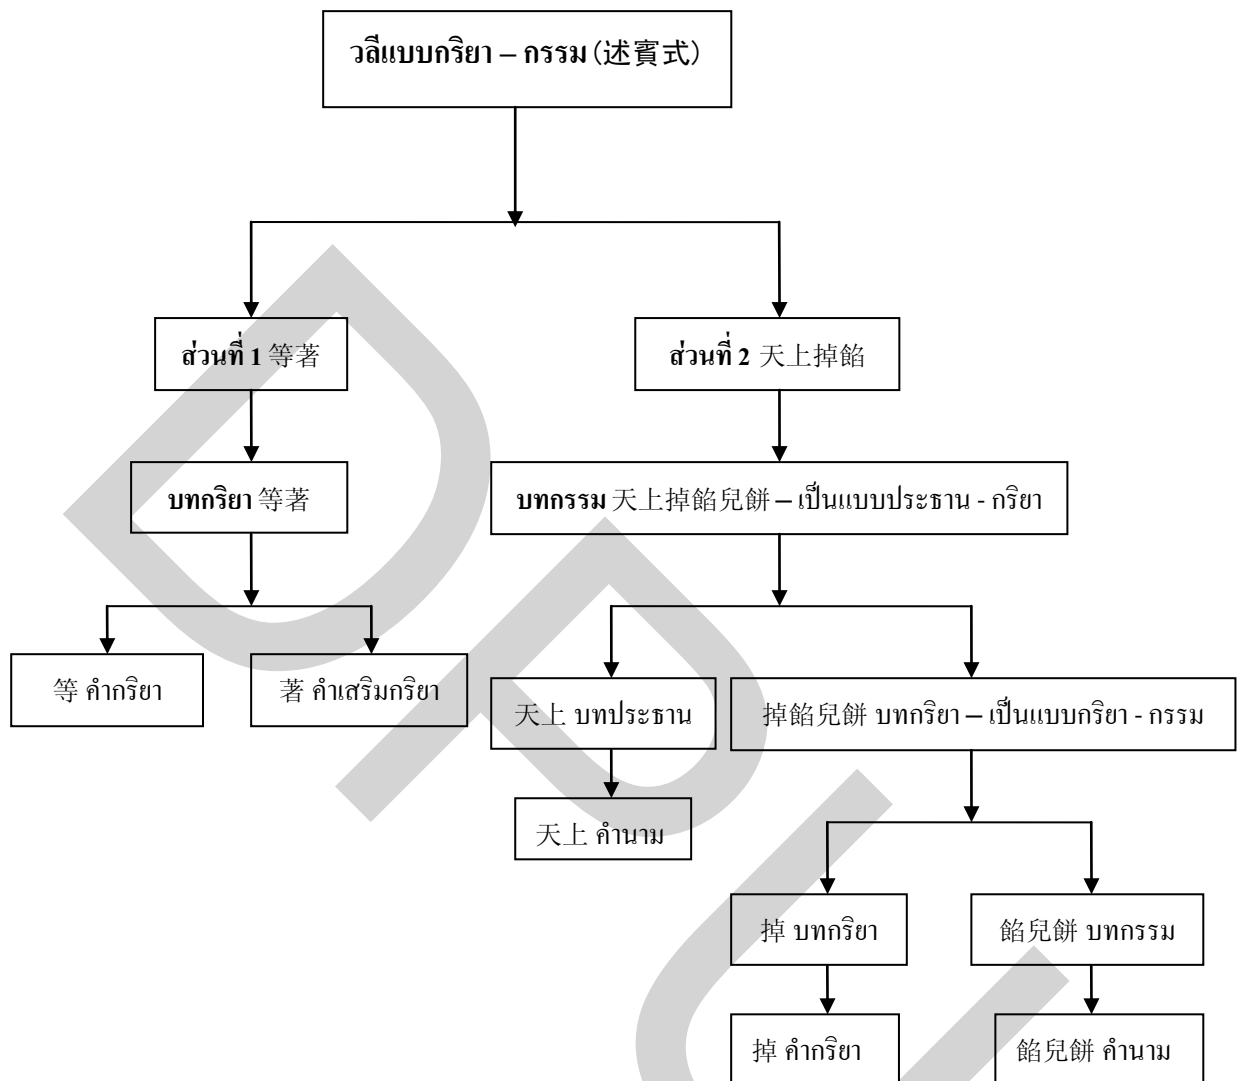 วลีแบบกริยา – กรรม (述賓式)
ส่วนที่ 1 等著
ส่วนที่ 2 天上掉餡
บทกริยา 等著
บทกรรม 天上掉餡兒餅 – เป็นแบบประธาน - กริยา
等 คำกริยา
著 คำเสริมกริยา
天上 บทประธาน
掉餡兒餅 บทกริยา – เป็นแบบกริยา - กรรม
天上 คำนาม
掉 บทกริยา
餡兒餅 บทกรรม
掉 คำกริยา
餡兒餅 คำนาม
DPU